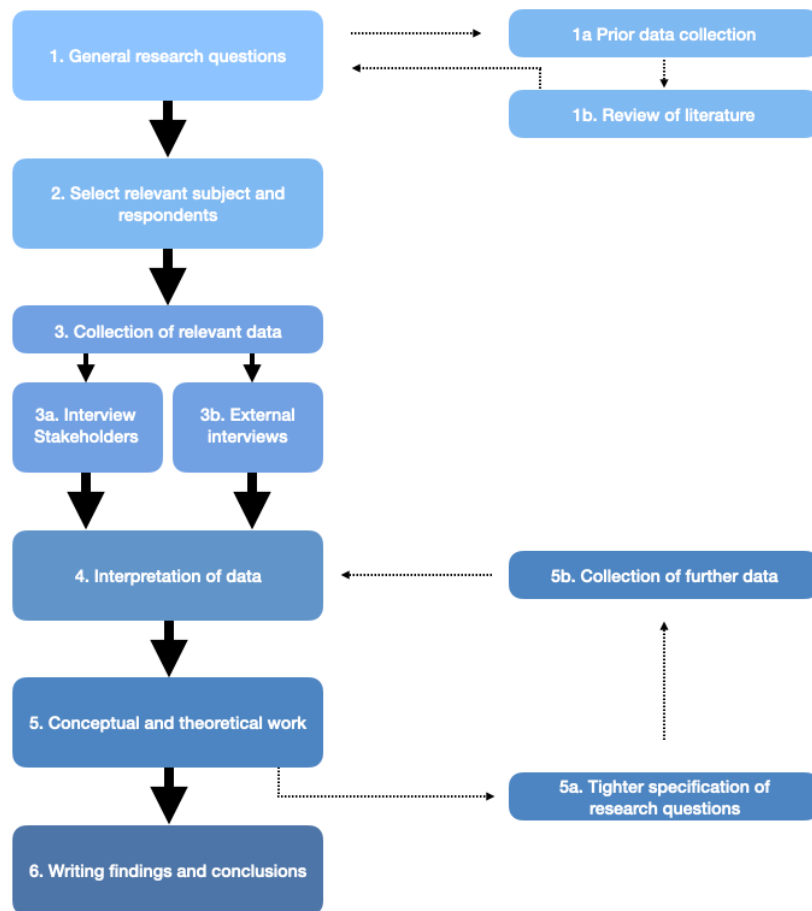 1. General research questions
1a Prior data collection
1b. Review of literature
2. Select relevant subject and
respondents
3. Collection of relevant data
3a. Interview
Stakeholders
3b. External
interviews
4. Interpretation of data
5b. Collection of further data
5. Conceptual and theoretical work
5a. Tighter specification of
research questions
6. Writing findings and conclusions